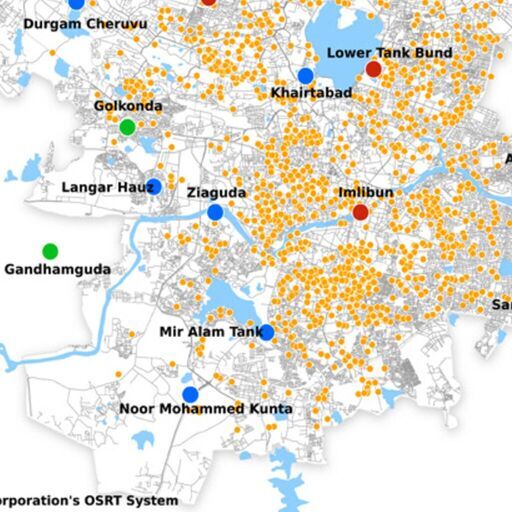 Durgam Cheruvu
Lower Tank Bund
Khairtabad
Golkonda
Langar Hauz
Ziaguda
Imlibun
Gandhamguda
Mir Alam Tank
Noor Mohammed Kunta
orporation's OSRT System